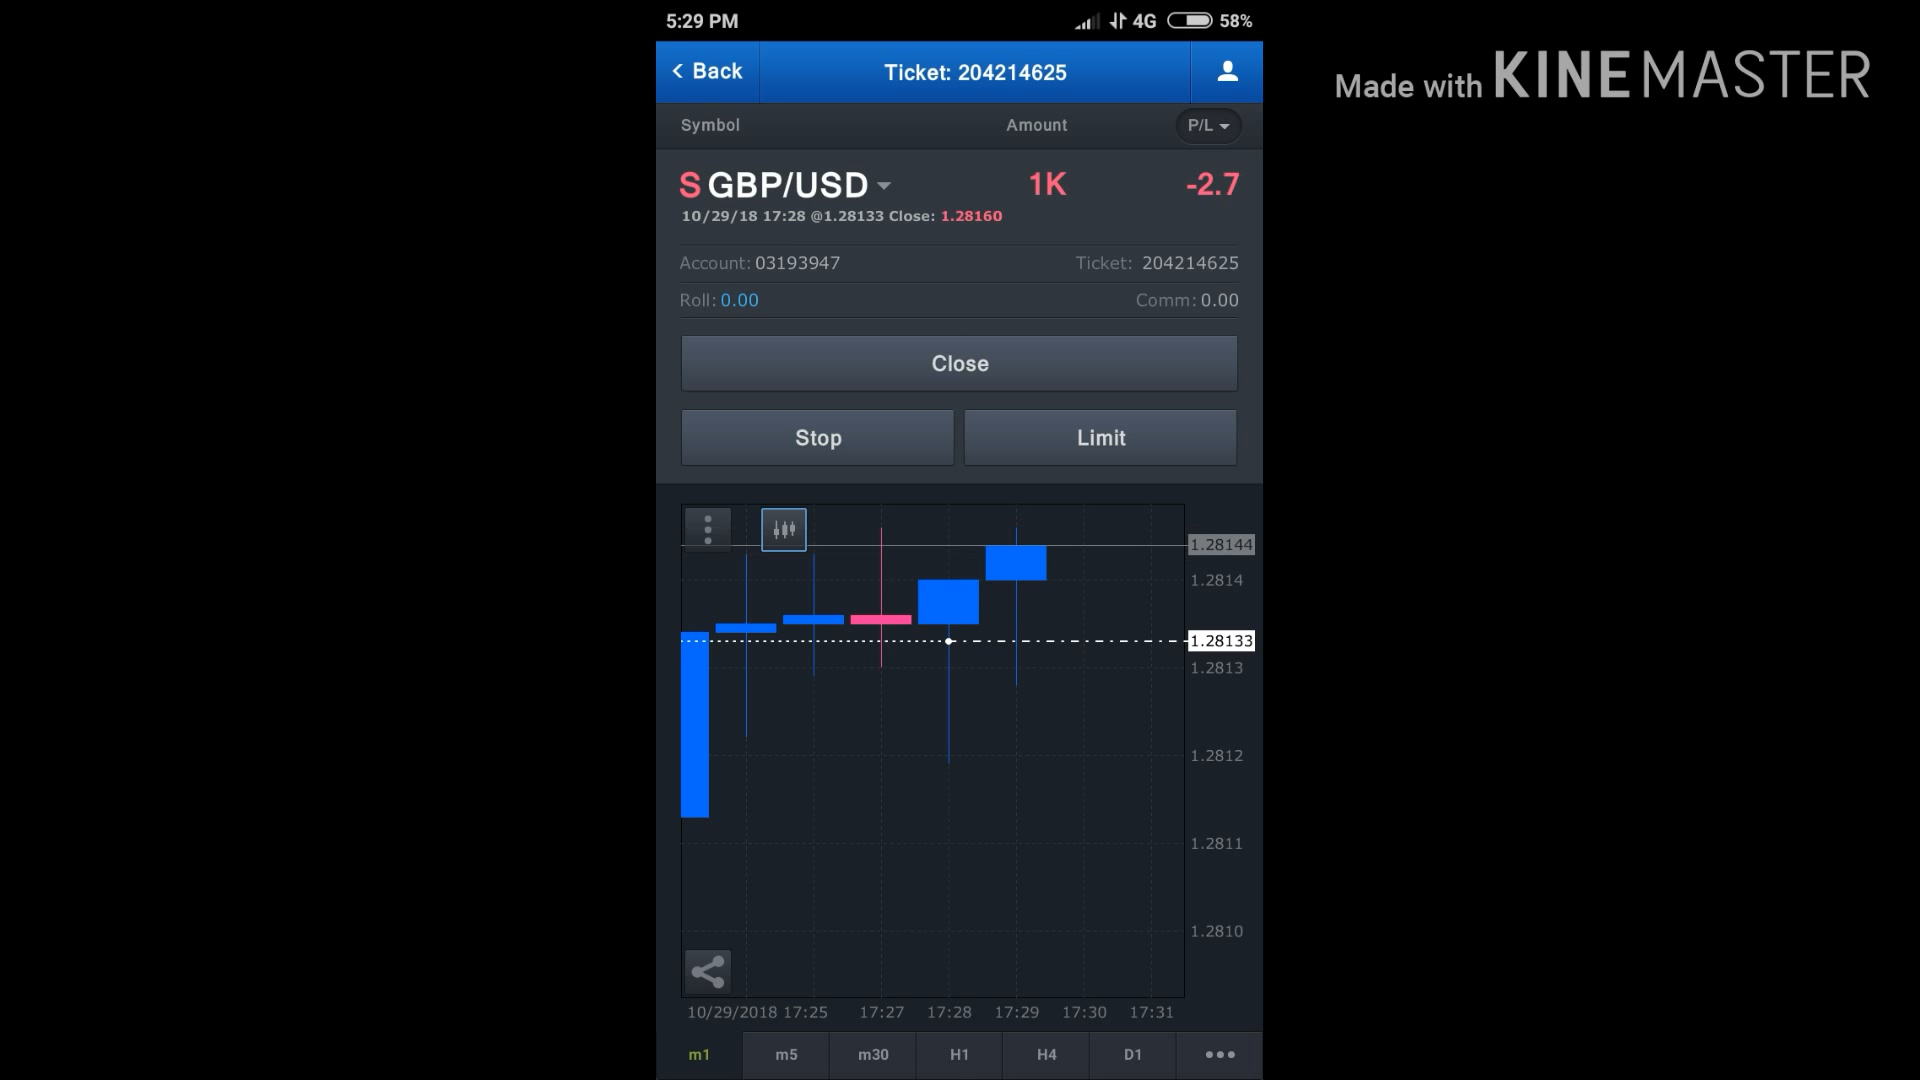 5:29 PM 4G 58%
Made with KINEMASTER
Back Ticket: 204214625
Symbol Amount P/L
S GBP/USD 1K -2.7
10/29/18 17:28 @1.28133 Close: 1.28160
Account: 03193947 Ticket: 204214625
Roll: 0.00 Comm: 0.00
Close
Stop Limit
1.28144
1.2814
1.28133
1.2813
1.2812
1.2811
1.2810
10/29/2018 17:25 17:27 17:28 17:29 17:30 17:31
m1 m5 m30 H1 H4 D1